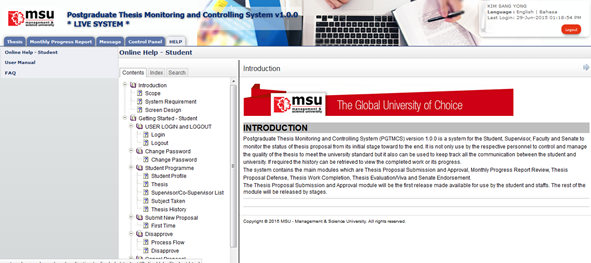 msu
management & science university
Postgraduate Thesis Monitoring and Controlling System v1.0.0
* LIVE SYSTEM *
KIM SANG YONG
Language : English | Bahasa
Last Login: 29-Jun-2015 01:16:54 PM
Logout
Thesis Monthly Progress Report Message Control Panel HELP
Online Help - Student
User Manual
FAQ
Online Help - Student
Contents Index Search
Introduction
Scope
System Requirement
Screen Design
Getting Started - Student
USER LOGIN and LOGOUT
Login
Logout
Change Password
Change Password
Student Programme
Student Profile
Thesis
Supervisor/Co-Supervisor List
Subject Taken
Thesis History
Submit New Proposal
First Time
Disapprove
Process Flow
Disapprove
Introduction
msu
management & science university
The Global University of Choice
INTRODUCTION
Postgraduate Thesis Monitoring and Controlling System (PGTMCS) version 1.0.0 is a system for the Student, Supervisor, Faculty and Senate to
monitor the status of thesis proposal from its initial stage toward to the end. It is not only use by the respective personnel to control and manage
the quality of the thesis to meet the university standard but it also can be used to keep track all the communication between the student and
university. If required the history can be retrieved to view the completed work or its progress.
The system contains the main modules which are Thesis Proposal Submission and Approval, Monthly Progress Report Review, Thesis
Proposal Defense, Thesis Work Completion, Thesis Evaluation/Viva and Senate Endorsement.
The Thesis Proposal Submission and Approval module will be the first release made available for use by the student and staffs. The rest of the
module will be released by stages.
Copyright © 2015 MSU - Management & Science University. All rights reserved.